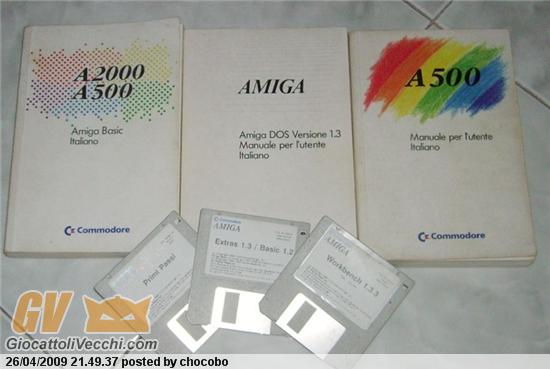 A2000
A500
Amiga Basic
Italiano
Commodore
AMIGA
Amiga DOS Versione 1.3
Manuale per l'utente
Italiano
A500
Manuale per l'utente
Italiano
Commodore
Primi Passi
Commodore
AMIGA
Extras 1.3 / Basic 1.2
AMIGA
Workbench 1.3.3
GV
GiocattoliVecchi.com
26/04/2009 21.49.37 posted by chocobo